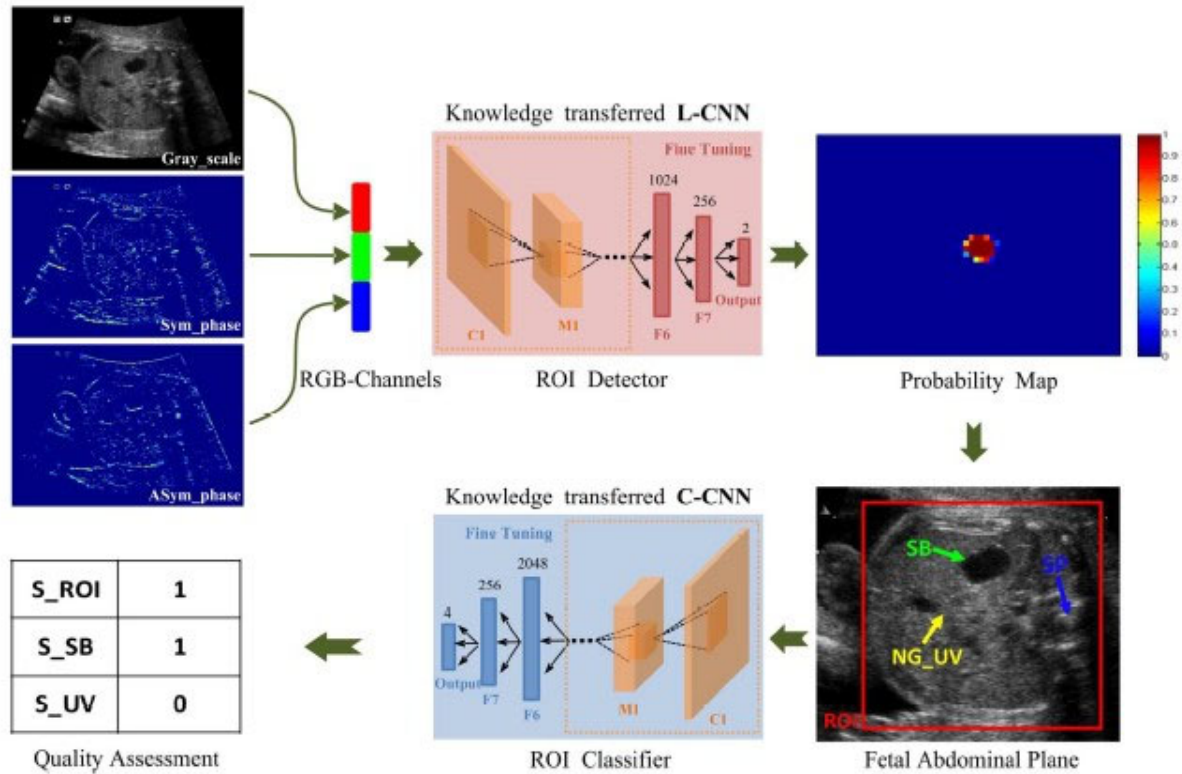 Gray_scale
Sym_phase
ASym_phase
RGB-Channels
Knowledge transferred L-CNN
Fine Tuning
1024
256
2
C1
M1
F6
F7
Output
ROI Detector
1
0.9
0.8
0.7
0.6
0.5
0.4
0.3
0.2
0.1
0
Probability Map
SB
SP
NG_UV
ROI
Fetal Abdominal Plane
Knowledge transferred C-CNN
Fine Tuning
2048
256
4
Output
F7
F6
M1
C1
ROI Classifier
S_ROI 1
S_SB 1
S_UV 0
Quality Assessment